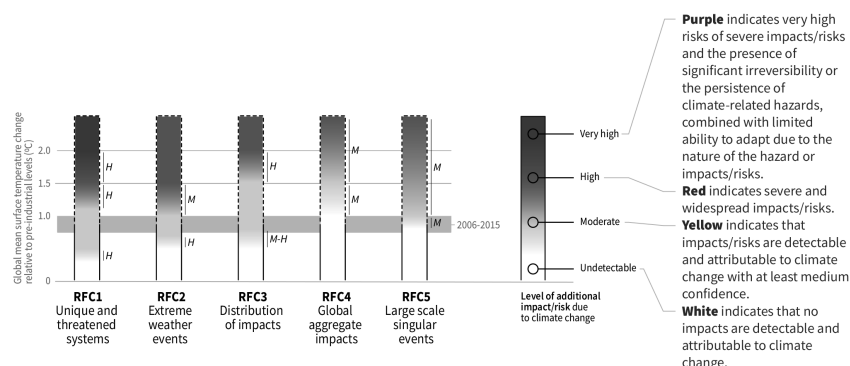 Global mean surface temperature change
relative to pre-industrial levels (ºC)
2.0
1.5
1.0
0
H
H
H
M
H
H
M-H
M
M
M
M
2006-2015
RFC1
Unique and
threatened
systems
RFC2
Extreme
weather
events
RFC3
Distribution
of impacts
RFC4
Global
aggregate
impacts
RFC5
Large scale
singular
events
Very high
High
Moderate
Undetectable
Level of additional
impact/risk due
to climate change
Purple indicates very high
risks of severe impacts/risks
and the presence of
significant irreversibility or
the persistence of
climate-related hazards,
combined with limited
ability to adapt due to the
nature of the hazard or
impacts/risks.
Red indicates severe and
widespread impacts/risks.
Yellow indicates that
impacts/risks are detectable
and attributable to climate
change with at least medium
confidence.
White indicates that no
impacts are detectable and
attributable to climate
change.